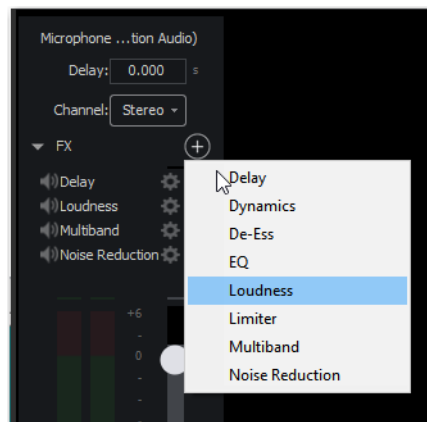 Microphone ...tion Audio)
Delay: 0.000 s
Channel: Stereo
FX
Delay
Loudness
Multiband
Noise Reduction
+6
-
0
-
-
Delay
Dynamics
De-Ess
EQ
Loudness
Limiter
Multiband
Noise Reduction